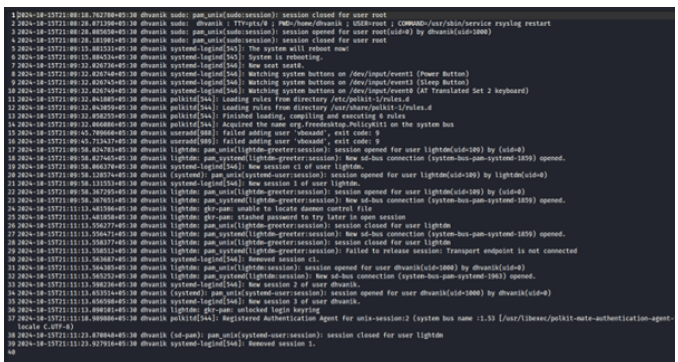 1 2024-10-15T21:08:18.762780+05:30 dhvanik sudo: pam_unix(sudo:session): session closed for user root
2 2024-10-15T21:08:28.071390+05:30 dhvanik sudo: dhvanik : TTY=pts/0 ; PWD=/home/dhvanik ; USER=root ; COMMAND=/usr/sbin/service rsyslog restart
3 2024-10-15T21:08:28.085650+05:30 dhvanik sudo: pam_unix(sudo:session): session opened for user root(uid=0) by dhvanik(uid=1000)
4 2024-10-15T21:08:28.181901+05:30 dhvanik sudo: pam_unix(sudo:session): session closed for user root
5 2024-10-15T21:09:15.881531+05:30 dhvanik systemd-logind[545]: The system will reboot now!
6 2024-10-15T21:09:15.884534+05:30 dhvanik systemd-logind[545]: System is rebooting.
7 2024-10-15T21:09:32.026736+05:30 dhvanik systemd-logind[546]: New seat seat0.
8 2024-10-15T21:09:32.026740+05:30 dhvanik systemd-logind[546]: Watching system buttons on /dev/input/event1 (Power Button)
9 2024-10-15T21:09:32.026745+05:30 dhvanik systemd-logind[546]: Watching system buttons on /dev/input/event3 (Sleep Button)
10 2024-10-15T21:09:32.026749+05:30 dhvanik systemd-logind[546]: Watching system buttons on /dev/input/event0 (AT Translated Set 2 keyboard)
11 2024-10-15T21:09:32.041885+05:30 dhvanik polkitd[544]: Loading rules from directory /etc/polkit-1/rules.d
12 2024-10-15T21:09:32.043059+05:30 dhvanik polkitd[544]: Loading rules from directory /usr/share/polkit-1/rules.d
13 2024-10-15T21:09:32.058255+05:30 dhvanik polkitd[544]: Finished loading, compiling and executing 6 rules
14 2024-10-15T21:09:32.066086+05:30 dhvanik polkitd[544]: Acquired the name org.freedesktop.PolicyKit1 on the system bus
15 2024-10-15T21:09:45.709660+05:30 dhvanik useradd[988]: failed adding user 'vboxadd', exit code: 9
16 2024-10-15T21:09:45.713437+05:30 dhvanik useradd[989]: failed adding user 'vboxadd', exit code: 9
17 2024-10-15T21:09:58.024783+05:30 dhvanik lightdm: pam_unix(lightdm-greeter:session): session opened for user lightdm(uid=109) by (uid=0)
18 2024-10-15T21:09:58.027465+05:30 dhvanik lightdm: pam_systemd(lightdm-greeter:session): New sd-bus connection (system-bus-pam-systemd-1859) opened.
19 2024-10-15T21:09:58.066370+05:30 dhvanik systemd-logind[546]: New session c1 of user lightdm.
20 2024-10-15T21:09:58.128574+05:30 dhvanik (systemd): pam_unix(systemd-user:session): session opened for user lightdm(uid=109) by lightdm(uid=0)
21 2024-10-15T21:09:58.131553+05:30 dhvanik systemd-logind[546]: New session 1 of user lightdm.
22 2024-10-15T21:09:58.367295+05:30 dhvanik lightdm: pam_unix(lightdm-greeter:session): session opened for user lightdm(uid=109) by (uid=0)
23 2024-10-15T21:09:58.367651+05:30 dhvanik lightdm: pam_systemd(lightdm-greeter:session): New sd-bus connection (system-bus-pam-systemd-1859) opened.
24 2024-10-15T21:11:13.481590+05:30 dhvanik lightdm: gkr-pam: unable to locate daemon control file
25 2024-10-15T21:11:13.481858+05:30 dhvanik lightdm: gkr-pam: stashed password to try later in open session
26 2024-10-15T21:11:13.556277+05:30 dhvanik lightdm: pam_unix(lightdm-greeter:session): session closed for user lightdm
27 2024-10-15T21:11:13.556471+05:30 dhvanik lightdm: pam_systemd(lightdm-greeter:session): New sd-bus connection (system-bus-pam-systemd-1859) opened.
28 2024-10-15T21:11:13.558377+05:30 dhvanik lightdm: pam_unix(lightdm-greeter:session): session closed for user lightdm
29 2024-10-15T21:11:13.558512+05:30 dhvanik lightdm: pam_systemd(lightdm-greeter:session): Failed to release session: Transport endpoint is not connected
30 2024-10-15T21:11:13.563687+05:30 dhvanik systemd-logind[546]: Removed session c1.
31 2024-10-15T21:11:13.564385+05:30 dhvanik lightdm: pam_unix(lightdm:session): session opened for user dhvanik(uid=1000) by dhvanik(uid=0)
32 2024-10-15T21:11:13.565252+05:30 dhvanik lightdm: pam_systemd(lightdm:session): New sd-bus connection (system-bus-pam-systemd-1963) opened.
33 2024-10-15T21:11:13.598236+05:30 dhvanik systemd-logind[546]: New session 2 of user dhvanik.
34 2024-10-15T21:11:13.653514+05:30 dhvanik (systemd): pam_unix(systemd-user:session): session opened for user dhvanik(uid=1000) by dhvanik(uid=0)
35 2024-10-15T21:11:13.656598+05:30 dhvanik systemd-logind[546]: New session 3 of user dhvanik.
36 2024-10-15T21:11:13.890101+05:30 dhvanik lightdm: gkr-pam: unlocked login keyring
37 2024-10-15T21:11:18.989886+05:30 dhvanik polkitd[544]: Registered Authentication Agent for unix-session:2 (system bus name :1.53 [/usr/libexec/polkit-mate-authentication-agent-
locale C.UTF-8)
38 2024-10-15T21:11:23.870848+05:30 dhvanik (sd-pam): pam_unix(systemd-user:session): session closed for user lightdm
39 2024-10-15T21:11:23.927916+05:30 dhvanik systemd-logind[546]: Removed session 1.
40